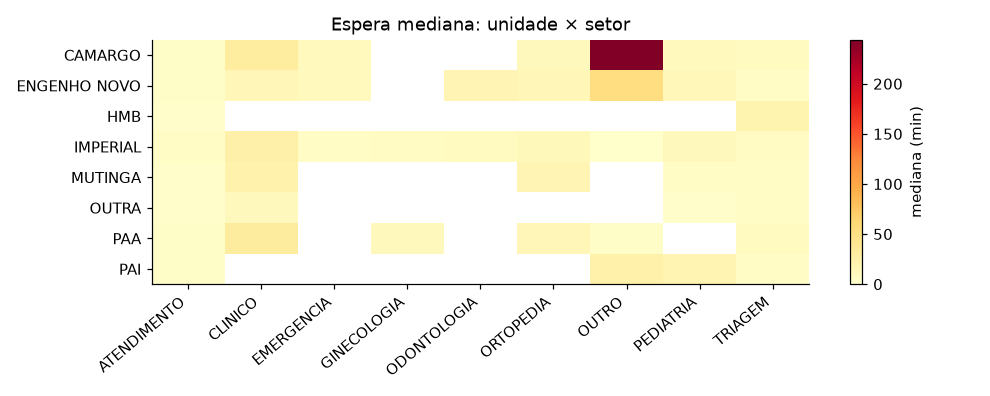 Espera mediana: unidade × setor
CAMARGO
ENGENHO NOVO
HMB
IMPERIAL
MUTINGA
OUTRA
PAA
PAI
ATENDIMENTO
CLINICO
EMERGENCIA
GINECOLOGIA
ODONTOLOGIA
ORTOPEDIA
OUTRO
PEDIATRIA
TRIAGEM
200
150
100
50
0
mediana (min)